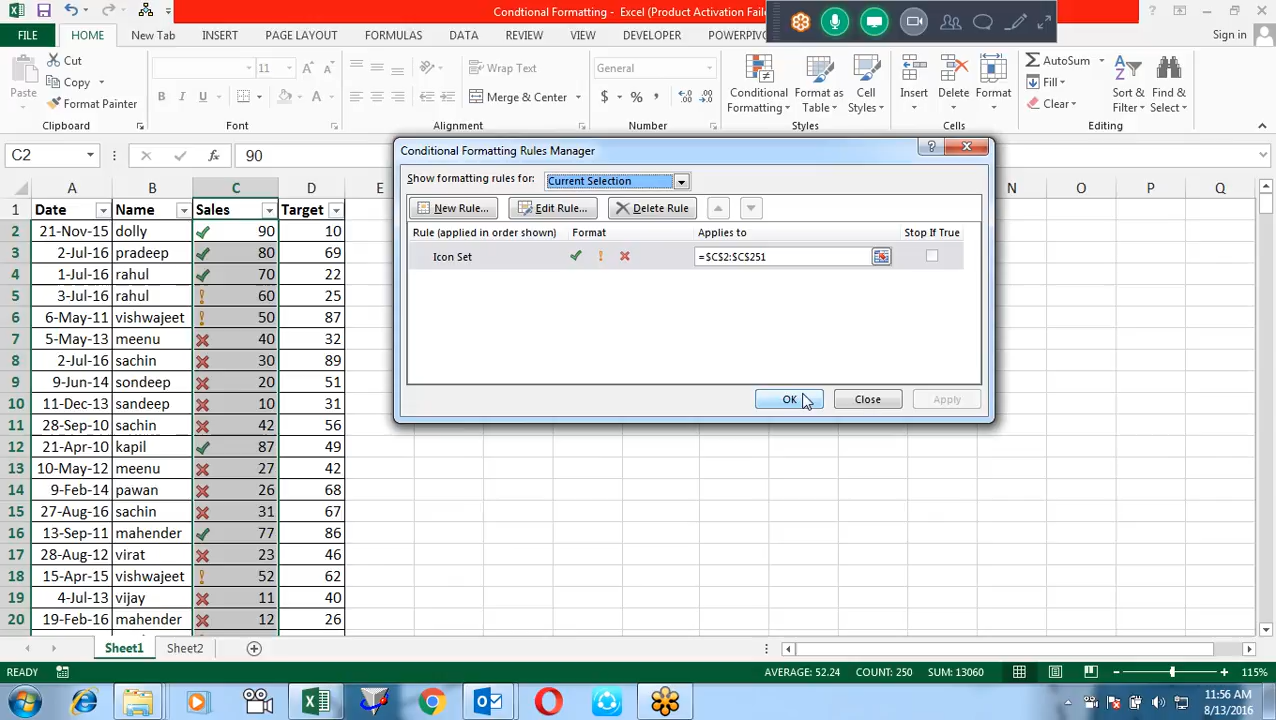 Condtional Formatting - Excel (Product Activation Faile
FILE HOME New Tab INSERT PAGE LAYOUT FORMULAS DATA REVIEW VIEW DEVELOPER POWERPIV Sign in
Paste Cut Copy Format Painter
Clipboard
11
B I U
Font
Wrap Text
Merge & Center
Alignment
General
$ % ,
Number
Conditional Formatting
Format as Table
Cell Styles
Styles
Insert Delete Format
Cells
AutoSum
Fill
Clear
Sort & Filter
Find & Select
Editing
C2 fx 90
A B C D E N O P Q
1 Date Name Sales Target
2 21-Nov-15 dolly 90 10
3 2-Jul-16 pradeep 80 69
4 1-Jul-16 rahul 70 22
5 3-Jul-16 rahul 60 25
6 6-May-11 vishwajeet 50 87
7 5-May-13 meenu 40 32
8 2-Jul-16 sachin 30 89
9 9-Jun-14 sondeep 20 51
10 11-Dec-13 sandeep 10 31
11 28-Sep-10 sachin 42 56
12 21-Apr-10 kapil 87 49
13 10-May-12 meenu 27 42
14 9-Feb-14 pawan 26 68
15 27-Aug-16 sachin 31 67
16 13-Sep-11 mahender 77 86
17 28-Aug-12 virat 23 46
18 15-Apr-15 vishwajeet 52 62
19 4-Jul-13 vijay 11 40
20 19-Feb-16 mahender 12 26
Conditional Formatting Rules Manager
Show formatting rules for: Current Selection
New Rule... Edit Rule... Delete Rule
Rule (applied in order shown) Format Applies to Stop If True
Icon Set =$C$2:$C$251
OK Close Apply
Sheet1 Sheet2
READY AVERAGE: 52.24 COUNT: 250 SUM: 13060 115%
11:56 AM
8/13/2016